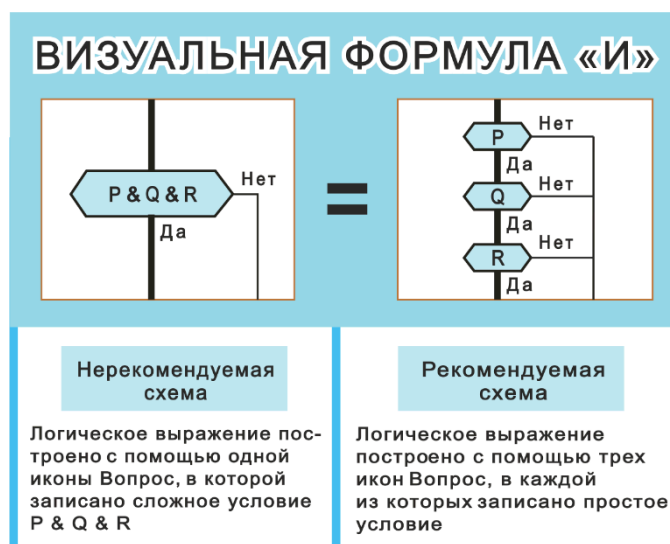 ВИЗУАЛЬНАЯ ФОРМУЛА «И»
P & Q & R
Нет
Да
=
P
Нет
Да
Q
Нет
Да
R
Нет
Да
Нерекомендуемая
схема
Логическое выражение пос-
троено с помощью одной
иконы Вопрос, в которой
записано сложное условие
P & Q & R
Рекомендуемая
схема
Логическое выражение
построено с помощью трех
икон Вопрос, в каждой
из которых записано простое
условие